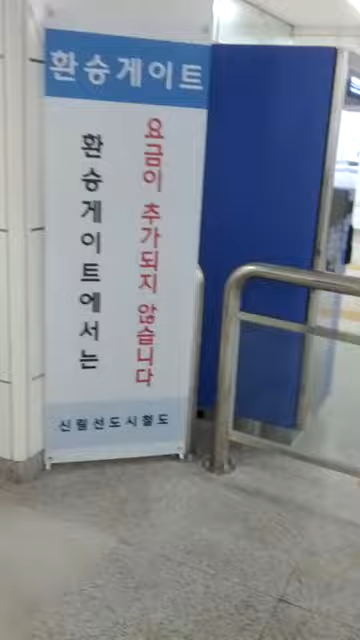 환승게이트
환승게이트에서는
요금이 추가되지 않습니다
신림선도시철도